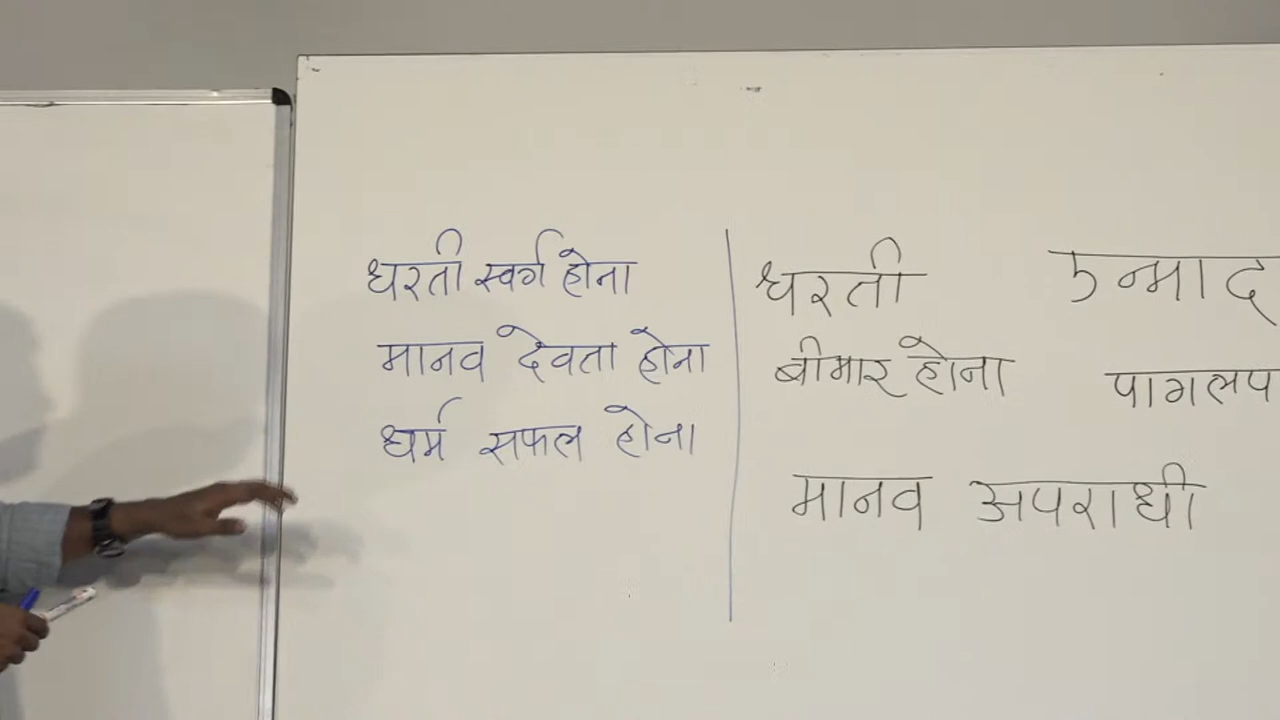 धरती स्वर्ग होना
मानव देवता होना
धर्म सफल होना
धरती उन्माद
बीमार होना पागलप
मानव अपराधी